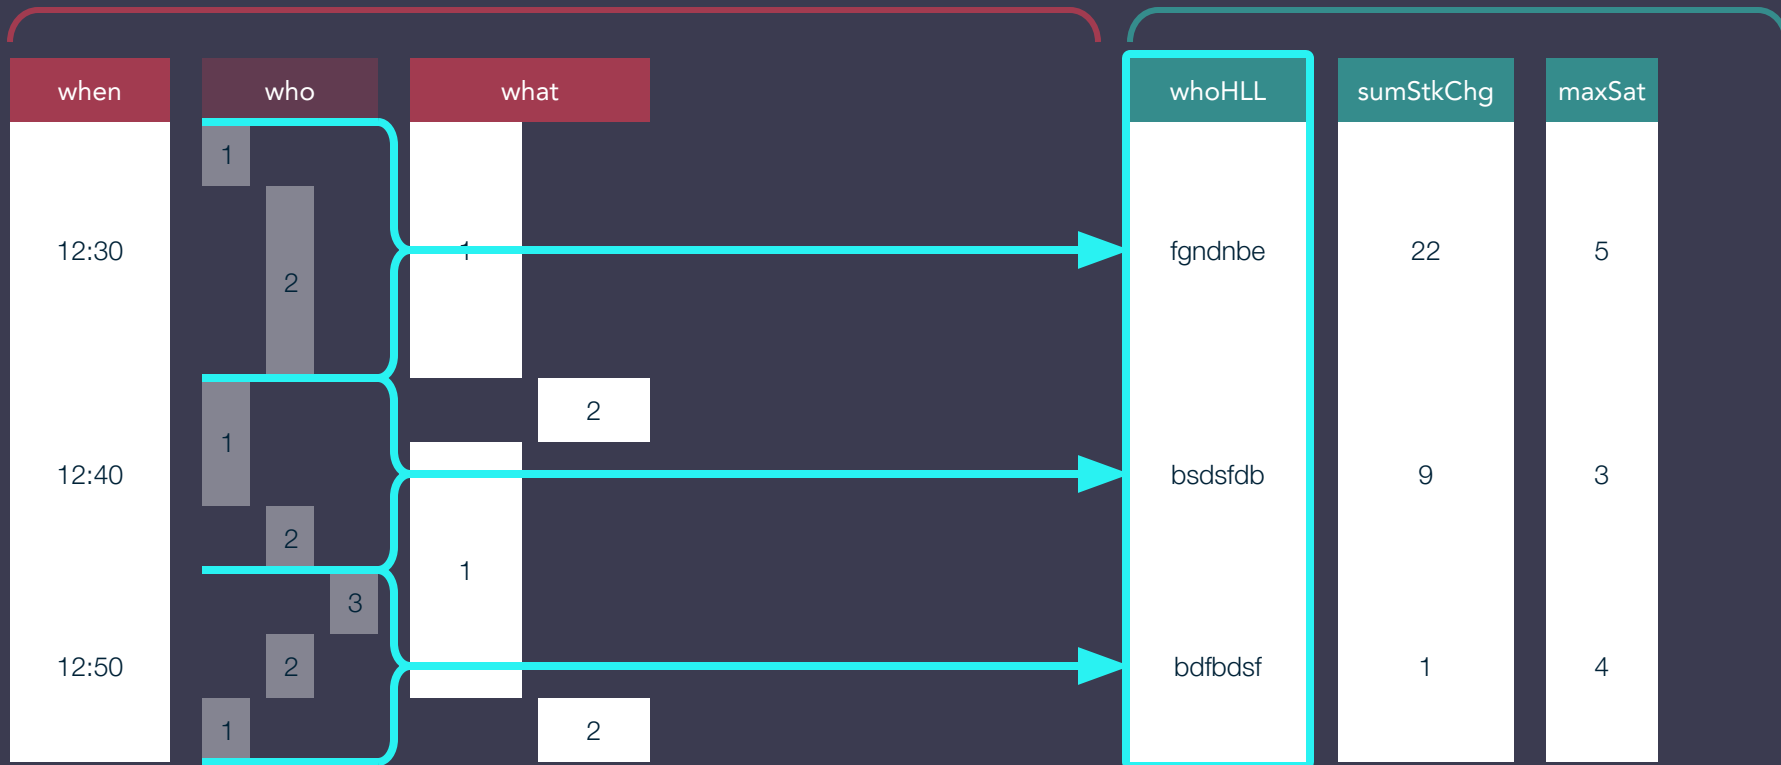 when who what whoHLL sumStkChg maxSat
1
12:30 2 1 fgndnbe 22 5
2
1
12:40 bsdsfdb 9 3
2
1
3
12:50 2 bdfbdsf 1 4
1 2